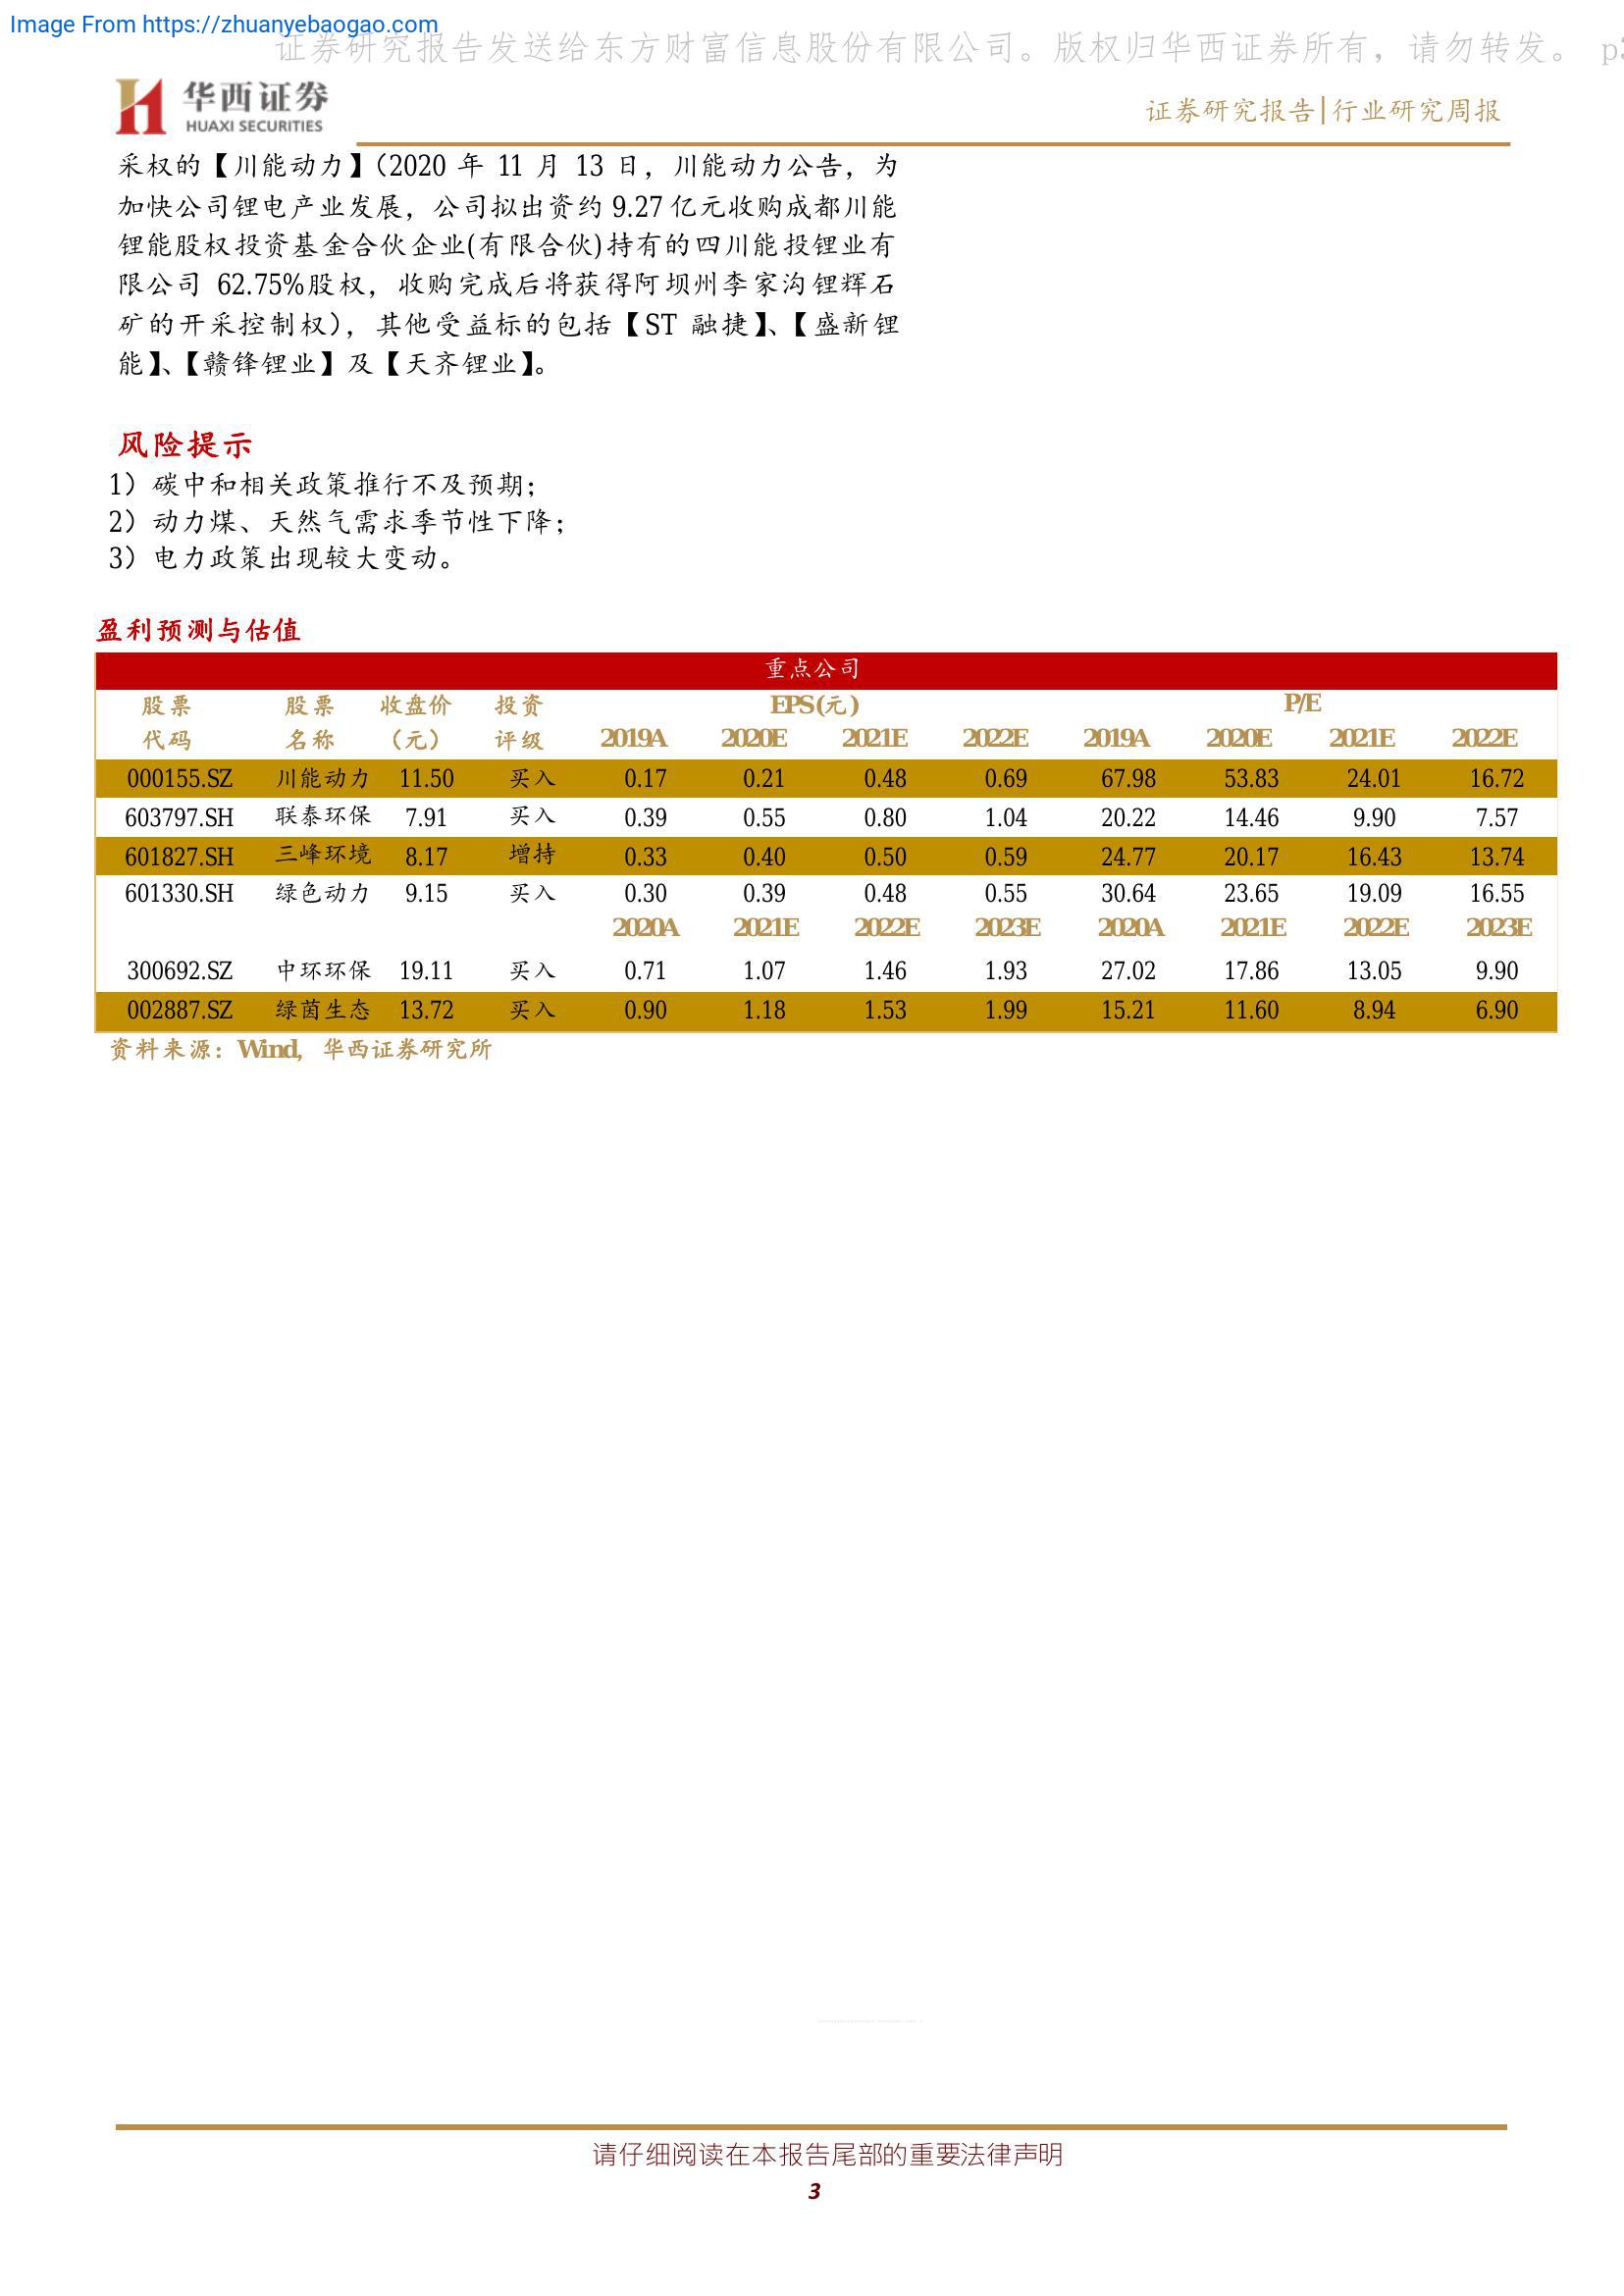 Image From https://zhuanyebaogao.com
证券研究报告发送给东方财富信息股份有限公司。版权归华西证券所有，请勿转发。 p3
华西证券
HUAXI SECURITIES
证券研究报告|行业研究周报
采权的【川能动力】（2020 年 11 月 13 日，川能动力公告，为
加快公司锂电产业发展，公司拟出资约 9.27 亿元收购成都川能
锂能股权投资基金合伙企业(有限合伙)持有的四川能投锂业有
限公司 62.75%股权，收购完成后将获得阿坝州李家沟锂辉石
矿的开采控制权），其他受益标的包括【ST 融捷】、【盛新锂
能】、【赣锋锂业】及【天齐锂业】。
风险提示
1）碳中和相关政策推行不及预期；
2）动力煤、天然气需求季节性下降；
3）电力政策出现较大变动。
盈利预测与估值
重点公司
股票 股票 收盘价 投资 EPS(元) P/E
代码 名称 （元） 评级 2019A 2020E 2021E 2022E 2019A 2020E 2021E 2022E
000155.SZ 川能动力 11.50 买入 0.17 0.21 0.48 0.69 67.98 53.83 24.01 16.72
603797.SH 联泰环保 7.91 买入 0.39 0.55 0.80 1.04 20.22 14.46 9.90 7.57
601827.SH 三峰环境 8.17 增持 0.33 0.40 0.50 0.59 24.77 20.17 16.43 13.74
601330.SH 绿色动力 9.15 买入 0.30 0.39 0.48 0.55 30.64 23.65 19.09 16.55
2020A 2021E 2022E 2023E 2020A 2021E 2022E 2023E
300692.SZ 中环环保 19.11 买入 0.71 1.07 1.46 1.93 27.02 17.86 13.05 9.90
002887.SZ 绿茵生态 13.72 买入 0.90 1.18 1.53 1.99 15.21 11.60 8.94 6.90
资料来源：Wind，华西证券研究所
请仔细阅读在本报告尾部的重要法律声明
3